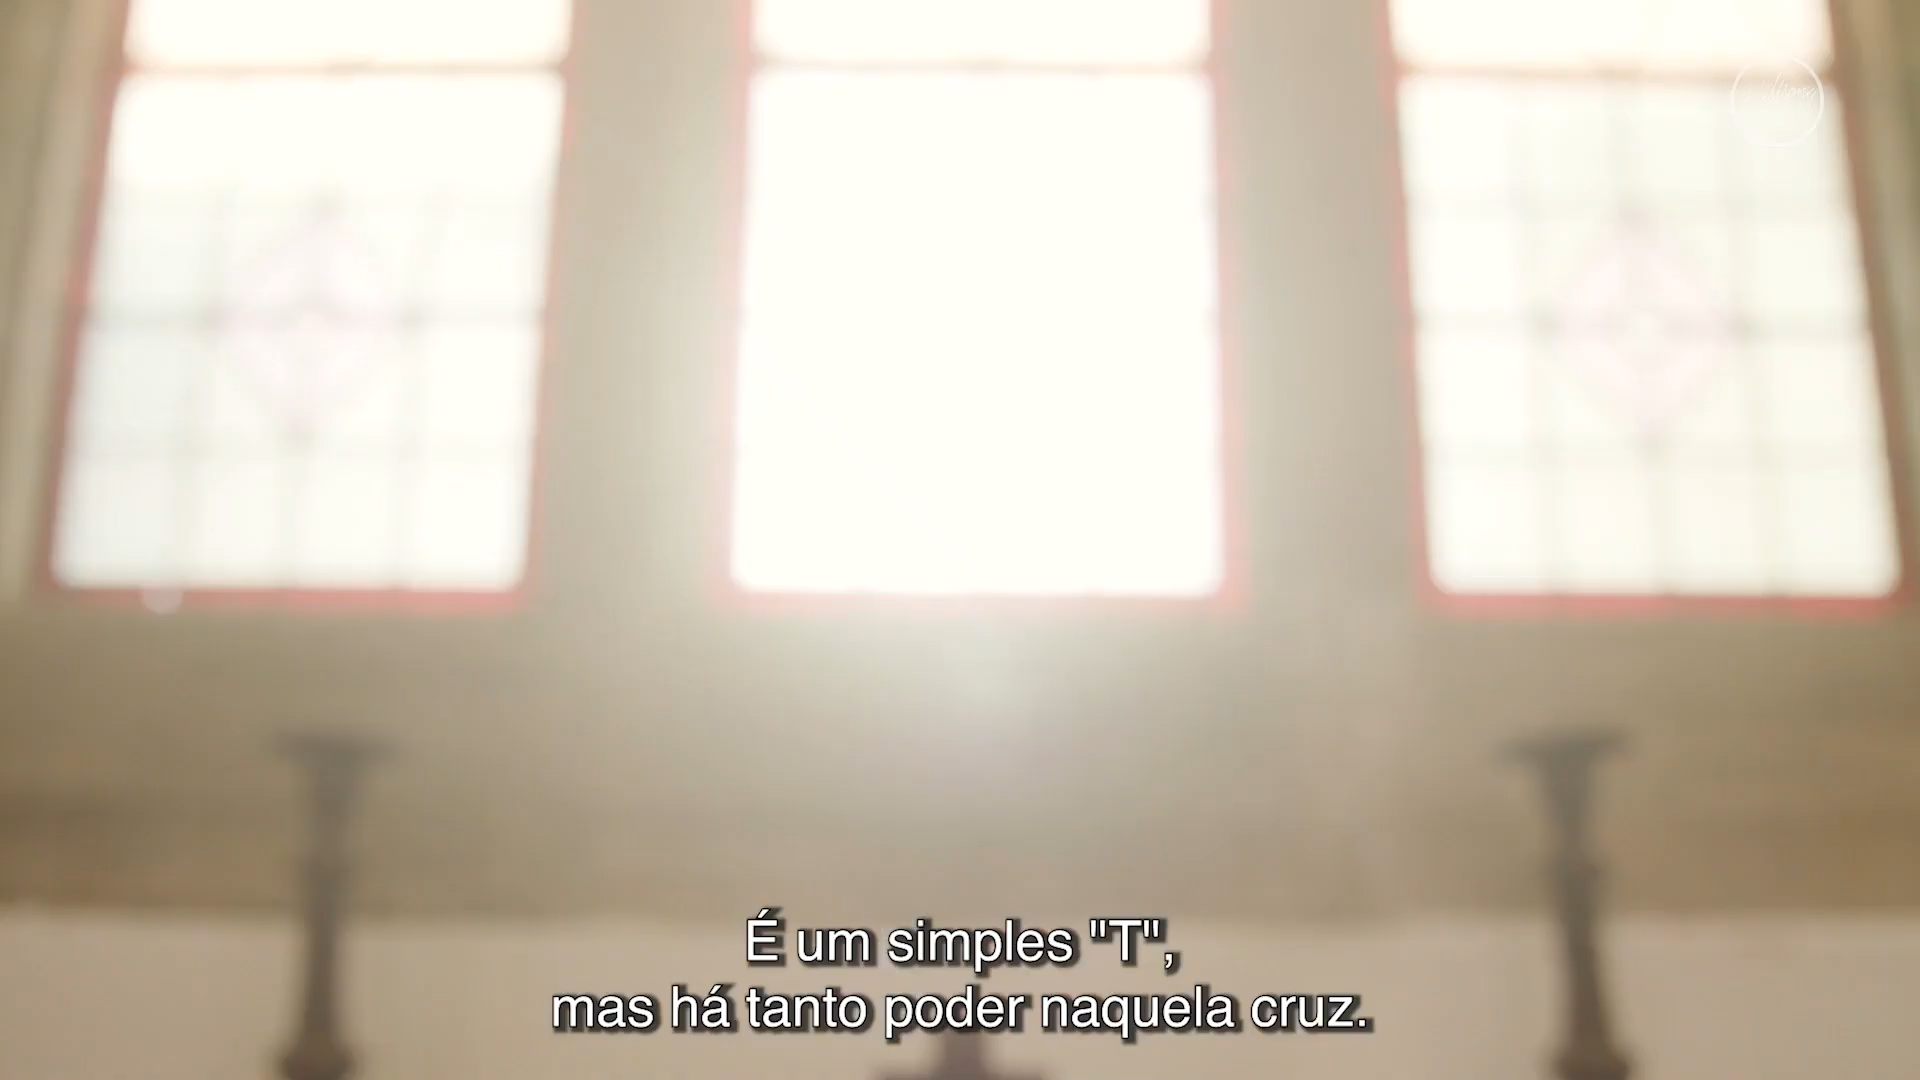 É um simples "T",
mas há tanto poder naquela cruz.